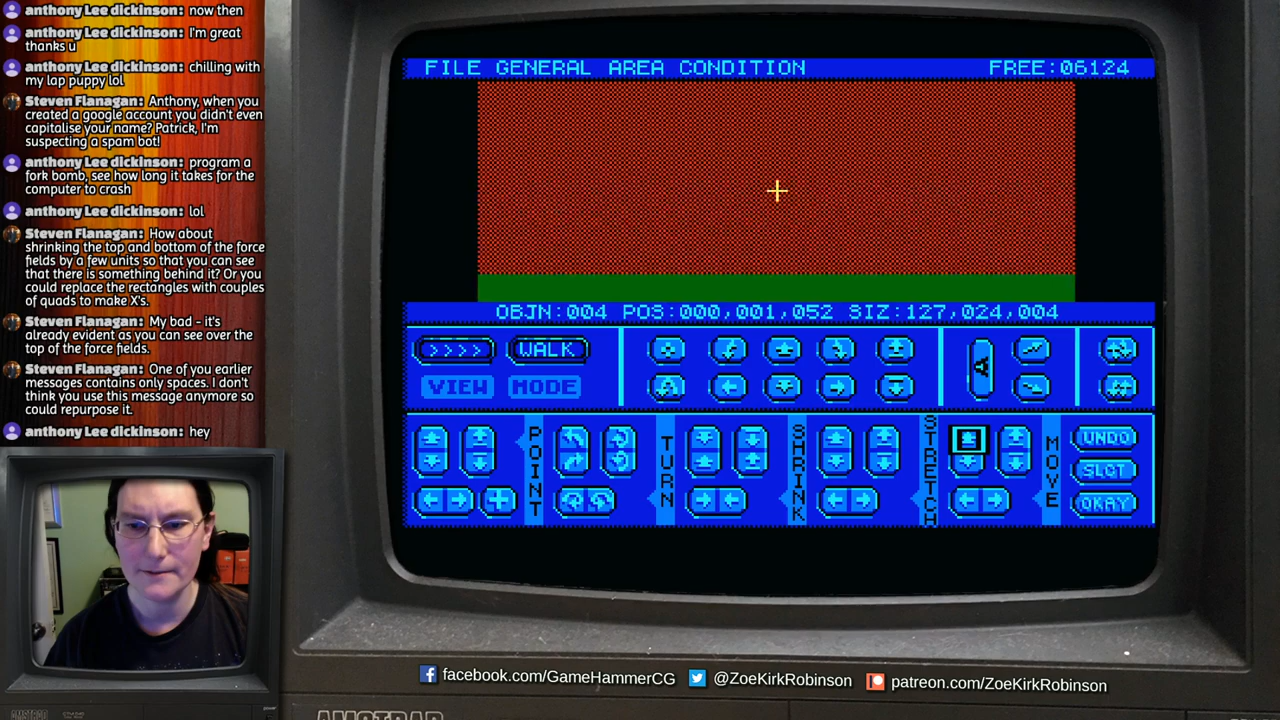 anthony Lee dickinson: now then
anthony Lee dickinson: I'm great
thanks u
anthony Lee dickinson: chilling with
my lap puppy lol
Steven Flanagan: Anthony, when you
created a google account you didn't even
capitalise your name? Patrick, I'm
suspecting a spam bot!
anthony Lee dickinson: program a
fork bomb, see how long it takes for the
computer to crash
anthony Lee dickinson: lol
Steven Flanagan: How about
shrinking the top and bottom of the force
fields by a few units so that you can see
that there is something behind it? Or you
could replace the rectangles with couples
of quads to make X's.
Steven Flanagan: My bad - it's
already evident as you can see over the
top of the force fields.
Steven Flanagan: One of you earlier
messages contains only spaces. I don't
think you use this message anymore so
could repurpose it.
anthony Lee dickinson: hey
FILE GENERAL AREA CONDITION FREE:06124
OBJN:004 POS:000,001,052 SIZ:127,024,004
>>>> WALK
VIEW MODE
A
POINT
TURN
SHRINK
STRETCH
MOVE
UNDO
SLCT
OKAY
facebook.com/GameHammerCG @ZoeKirkRobinson patreon.com/ZoeKirkRobinson